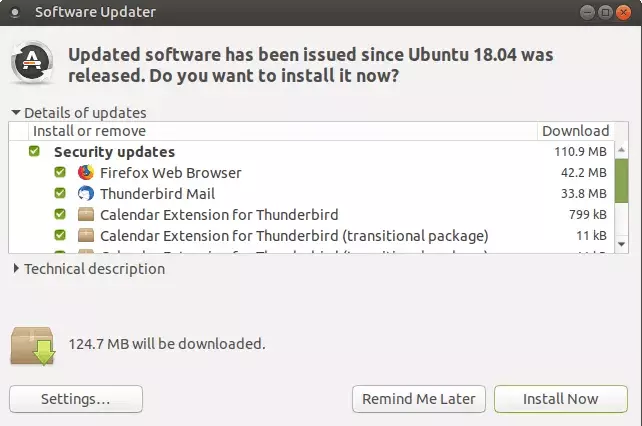 Software Updater
Updated software has been issued since Ubuntu 18.04 was
released. Do you want to install it now?
Details of updates
Install or remove Download
Security updates 110.9 MB
Firefox Web Browser 42.2 MB
Thunderbird Mail 33.8 MB
Calendar Extension for Thunderbird 799 kB
Calendar Extension for Thunderbird (transitional package) 11 kB
Technical description
124.7 MB will be downloaded.
Settings... Remind Me Later Install Now